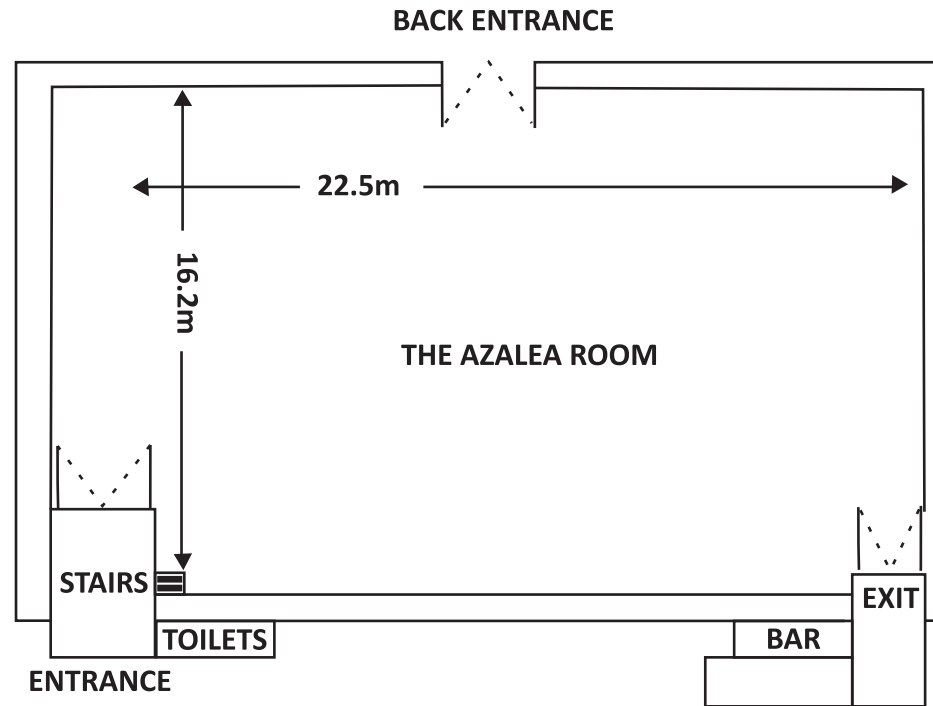 BACK ENTRANCE
22.5m
16.2m
THE AZALEA ROOM
STAIRS
EXIT
TOILETS
BAR
ENTRANCE